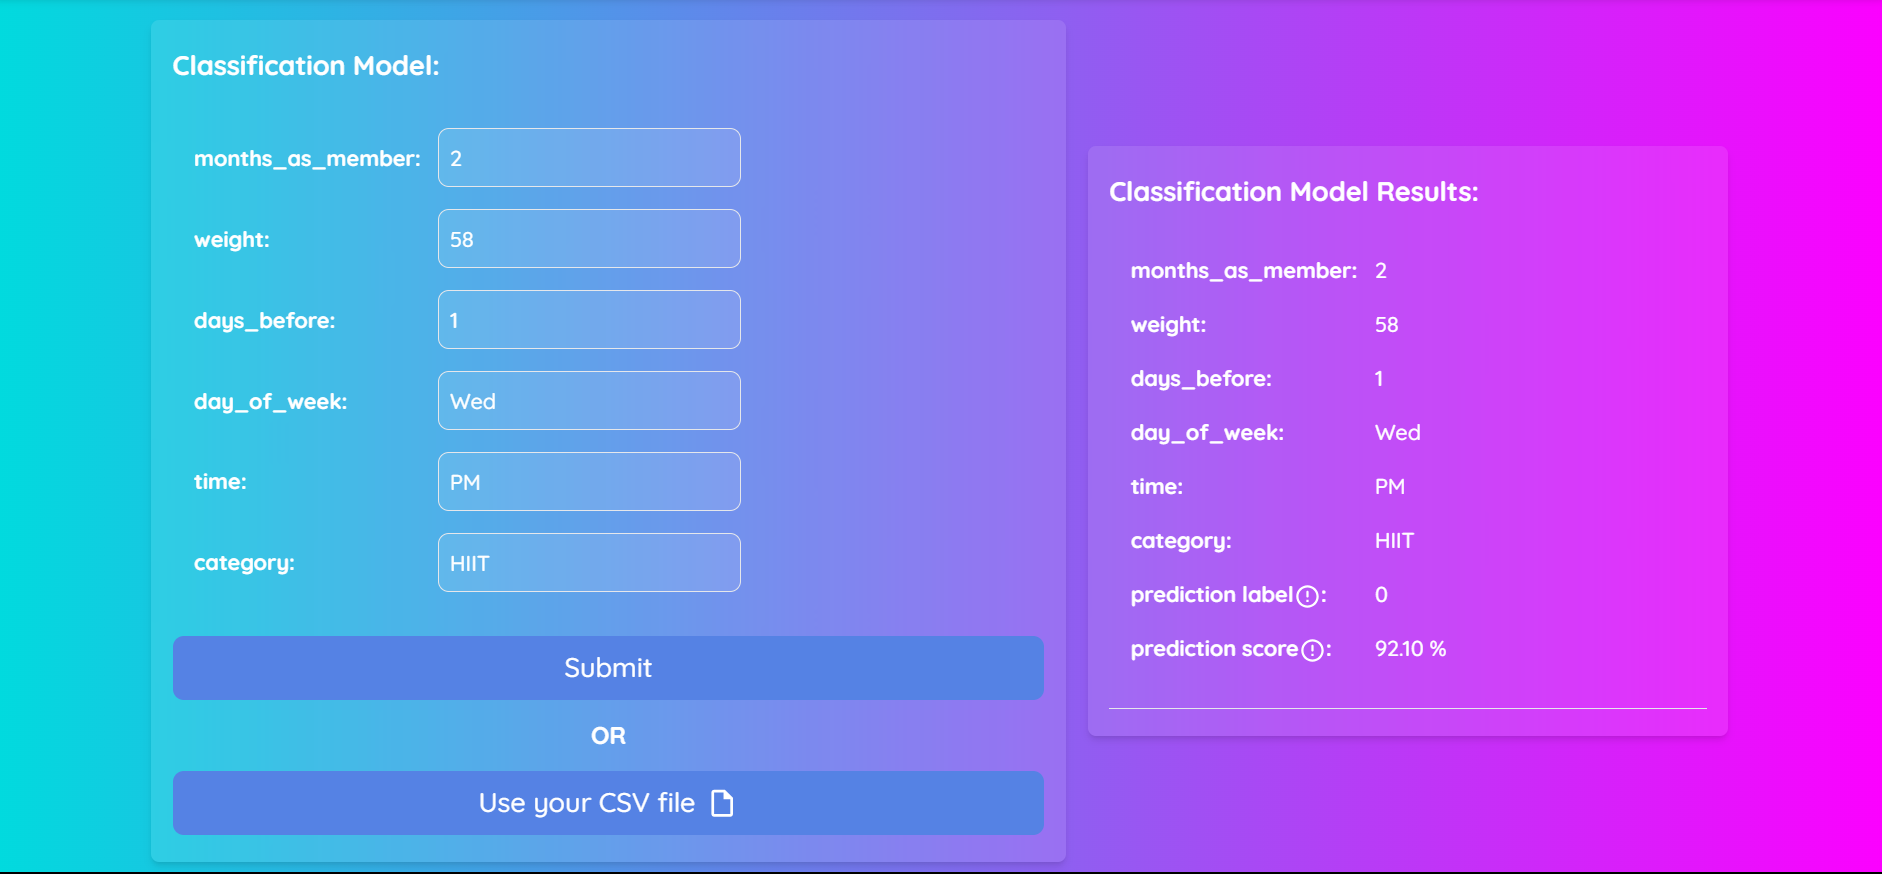 Classification Model:
months_as_member: 2
weight: 58
days_before: 1
day_of_week: Wed
time: PM
category: HIIT
Submit
OR
Use your CSV file
Classification Model Results:
months_as_member: 2
weight: 58
days_before: 1
day_of_week: Wed
time: PM
category: HIIT
prediction label!: 0
prediction score!: 92.10 %